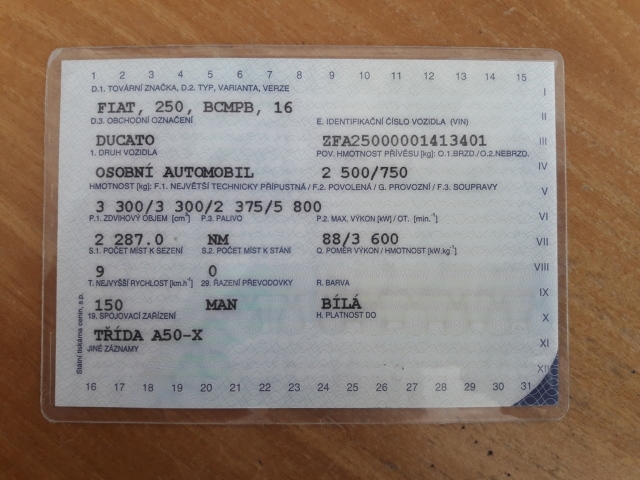 1 2 3 4 5 6 7 8 9 10 11 12 13 14 15
D.1. TOVÁRNÍ ZNAČKA, D.2. TYP, VARIANTA, VERZE
I
FIAT, 250, BCMPB, 16
II
D.3. OBCHODNÍ OZNAČENÍ E. IDENTIFIKAČNÍ ČÍSLO VOZIDLA (VIN)
DUCATO ZFA25000001413401 III
1. DRUH VOZIDLA POV. HMOTNOST PŘÍVĚSU [kg]: O.1.BRZD./O.2.NEBRZD.
OSOBNÍ AUTOMOBIL 2 500/750 IV
HMOTNOST [kg]: F.1. NEJVĚTŠÍ TECHNICKY PŘÍPUSTNÁ / F.2. POVOLENÁ / G. PROVOZNÍ / F.3. SOUPRAVY
V
3 300/3 300/2 375/5 800
P.1. ZDVIHOVÝ OBJEM [cm³] P.3. PALIVO P.2. MAX. VÝKON [kW] / OT. [min.⁻¹] VI
2 287.0 NM 88/3 600 VII
S.1. POČET MÍST K SEZENÍ S.2. POČET MÍST K STÁNÍ Q. POMĚR VÝKON / HMOTNOST [kW.kg⁻¹]
9 0 VIII
T. NEJVYŠŠÍ RYCHLOST [km.h⁻¹] 29. ŘAZENÍ PŘEVODOVKY R. BARVA
IX
150 MAN BÍLÁ
19. SPOJOVACÍ ZAŘÍZENÍ H. PLATNOST DO X
TŘÍDA A50-X
JINÉ ZÁZNAMY XI
XII
16 17 18 19 20 21 22 23 24 25 26 27 28 29 30 31
Státní tiskárna cenin, s.p.